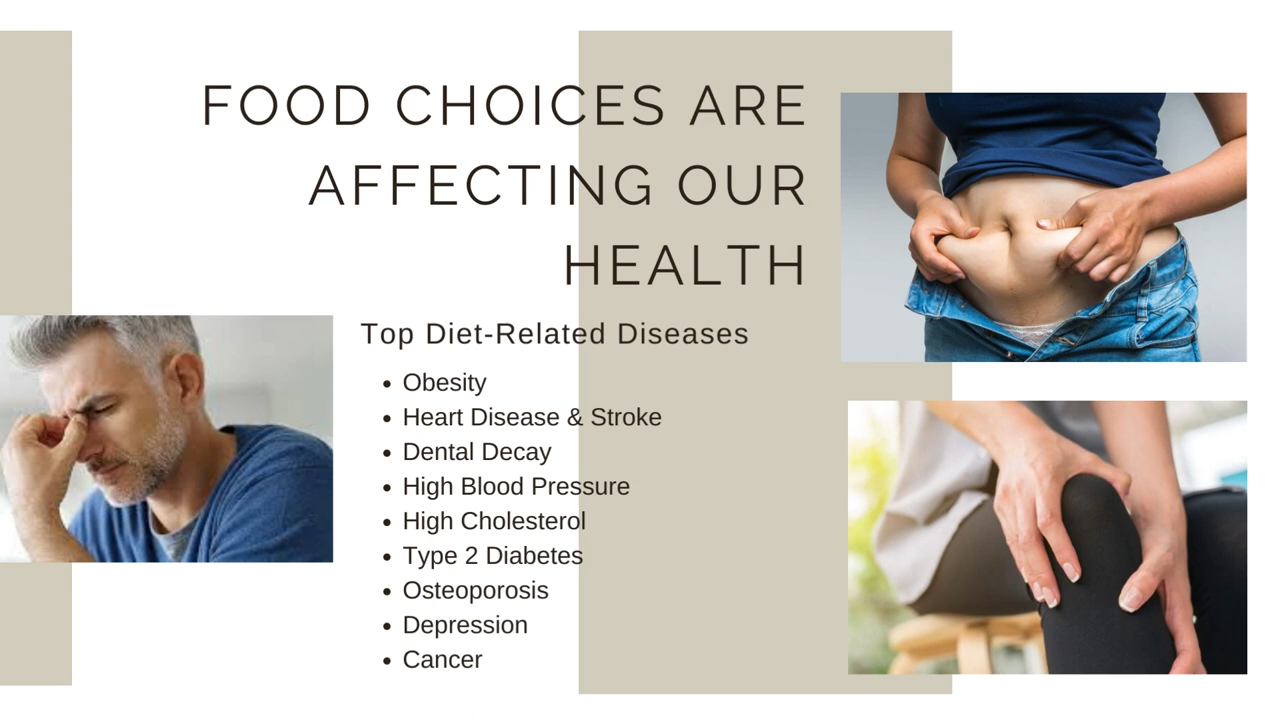 FOOD CHOICES ARE
AFFECTING OUR
HEALTH
Top Diet-Related Diseases
• Obesity
• Heart Disease & Stroke
• Dental Decay
• High Blood Pressure
• High Cholesterol
• Type 2 Diabetes
• Osteoporosis
• Depression
• Cancer